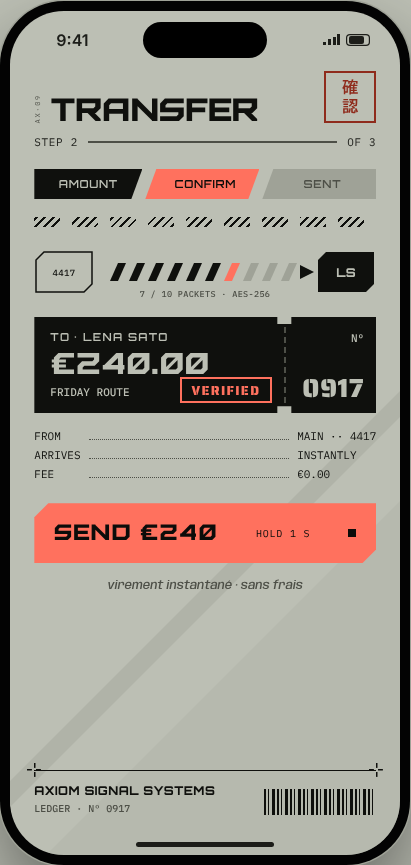 9:41
AX-09
TRANSFER
確認
STEP 2 OF 3
AMOUNT CONFIRM SENT
4417 LS
7 / 10 PACKETS · AES-256
TO · LENA SATO Nº
€240.00
FRIDAY ROUTE VERIFIED 0917
FROM MAIN ·· 4417
ARRIVES INSTANTLY
FEE €0.00
SEND €240 HOLD 1 S
virement instantané · sans frais
AXIOM SIGNAL SYSTEMS
LEDGER · Nº 0917